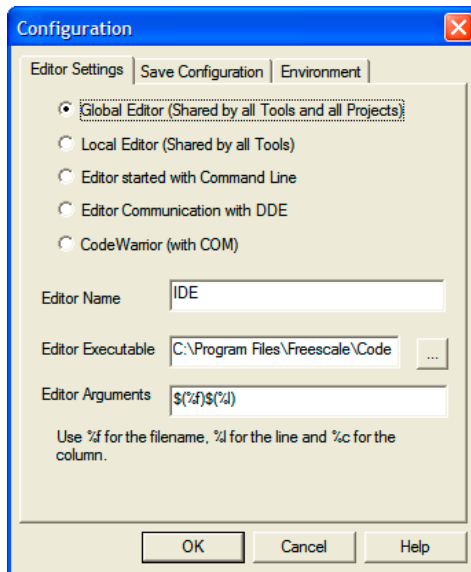 Configuration
Editor Settings Save Configuration Environment
Global Editor (Shared by all Tools and all Projects)
Local Editor (Shared by all Tools)
Editor started with Command Line
Editor Communication with DDE
CodeWarrior (with COM)
Editor Name IDE
Editor Executable C:\Program Files\Freescale\Code ...
Editor Arguments $(%f)$(%l)
Use %f for the filename, %l for the line and %c for the
column.
OK Cancel Help